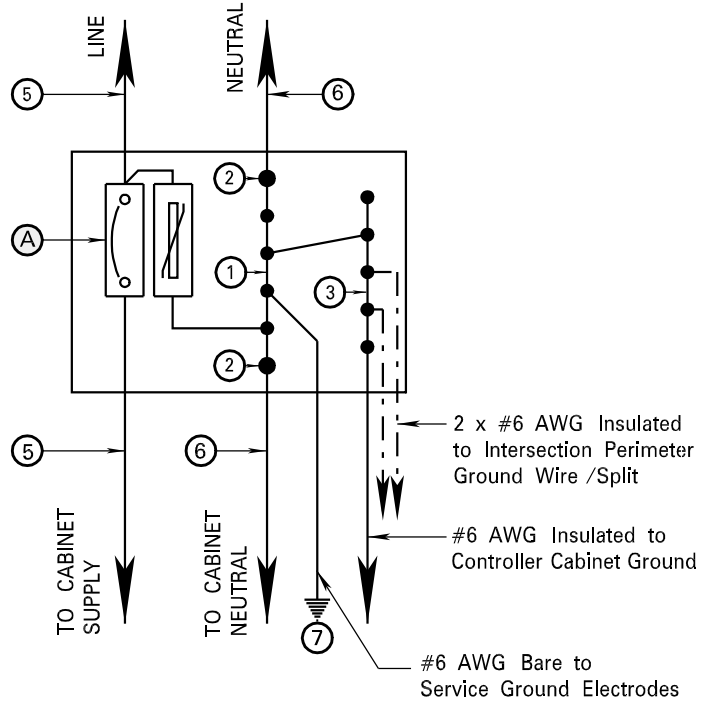 LINE
NEUTRAL
5
6
2
A
1
3
2
5
6
2 x #6 AWG Insulated
to Intersection Perimeter
Ground Wire /Split
#6 AWG Insulated to
Controller Cabinet Ground
TO CABINET
SUPPLY
TO CABINET
NEUTRAL
7
#6 AWG Bare to
Service Ground Electrodes